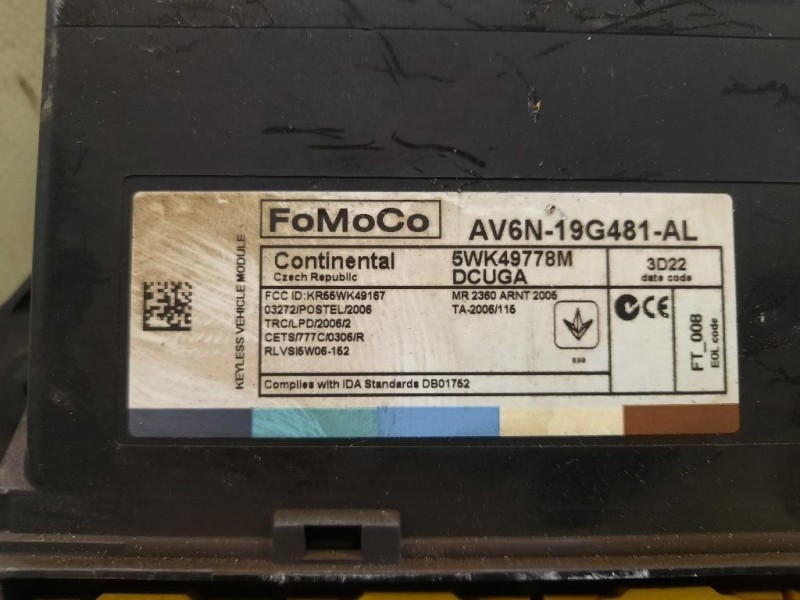 FoMoCo
AV6N-19G481-AL
KEYLESS VEHICLE MODULE
Continental
Czech Republic
5WK49778M
DCUGA
3D22
date code
FCC ID:KR55WK49167
03272/POSTEL/2006
TRC/LPD/2006/2
CETS/777C/0306/R
RLVSI5W06-152
MR 2360 ARNT 2005
TA-2006/115
CE
FT_008
EOL code
Complies with IDA Standards DB01752